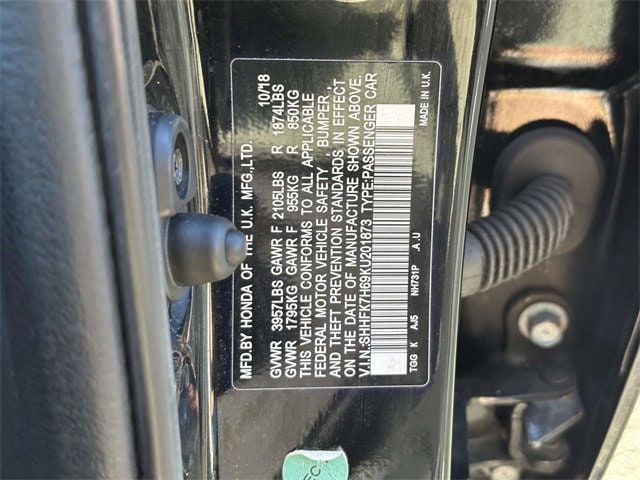 MFD.BY HONDA OF THE U.K. MFG.,LTD. 10/18
GVWR 3957LBS GAWR F 2105LBS R 1874LBS
GVWR 1795KG GAWR F 955KG R 850KG
THIS VEHICLE CONFORMS TO ALL APPLICABLE
FEDERAL MOTOR VEHICLE SAFETY , BUMPER ,
AND THEFT PREVENTION STANDARDS IN EFFECT
ON THE DATE OF MANUFACTURE SHOWN ABOVE.
V.I.N.:SHHFK7H69KU201873 TYPE:PASSENGER CAR
TGG K AJ5 NH731P .A.U MADE IN U.K.
EC